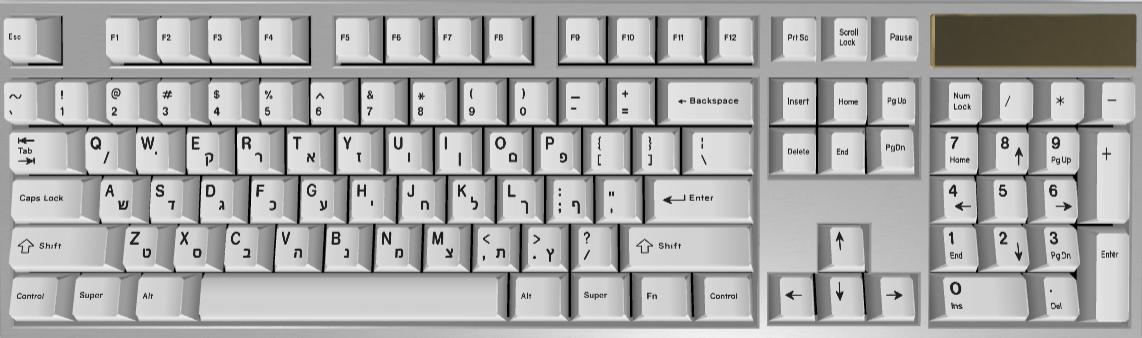 Esc F1 F2 F3 F4 F5 F6 F7 F8 F9 F10 F11 F12 Prt Sc Scroll Lock Pause
~ ` ! 1 @ 2 # 3 $ 4 % 5 ^ 6 & 7 * 8 ( 9 ) 0 _ - + = ← Backspace Insert Home Pg Up Num Lock / * −
Tab Q / W ' E ק R ר T א Y ז U ו I ן O ם P פ { [ } ] ¦ \ Delete End Pg Dn 7 Home 8 ↑ 9 Pg Up +
Caps Lock A ש S ד D ג F כ G ע H י J ח K ל L ך : ; ף " ' , Enter 4 ← 5 6 →
⇧ Shift Z ט X ס C ב V ה B נ N מ M צ < , ת > . ץ ? / ⇧ Shift ↑ 1 End 2 ↓ 3 Pg Dn Enter
Control Super Alt Alt Super Fn Control ← ↓ → 0 Ins . Del